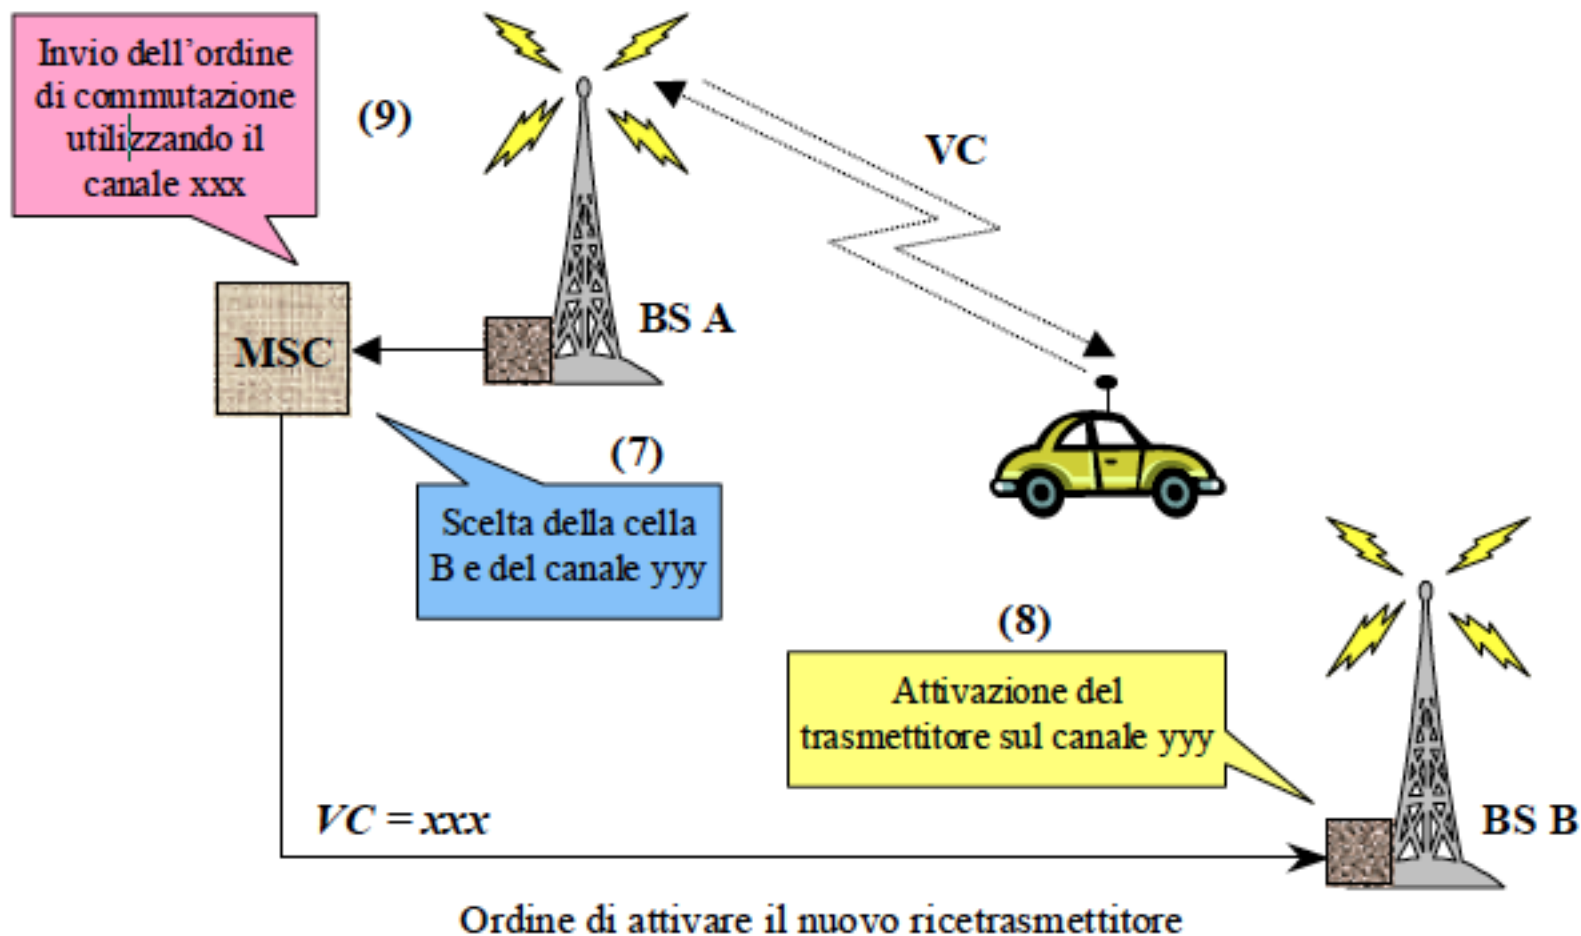 Invio dell'ordine
di commutazione
utilizzando il
canale xxx
(9)
VC
BS A
MSC
(7)
Scelta della cella
B e del canale yyy
(8)
Attivazione del
trasmettitore sul canale yyy
BS B
VC = xxx
Ordine di attivare il nuovo ricetrasmettitore